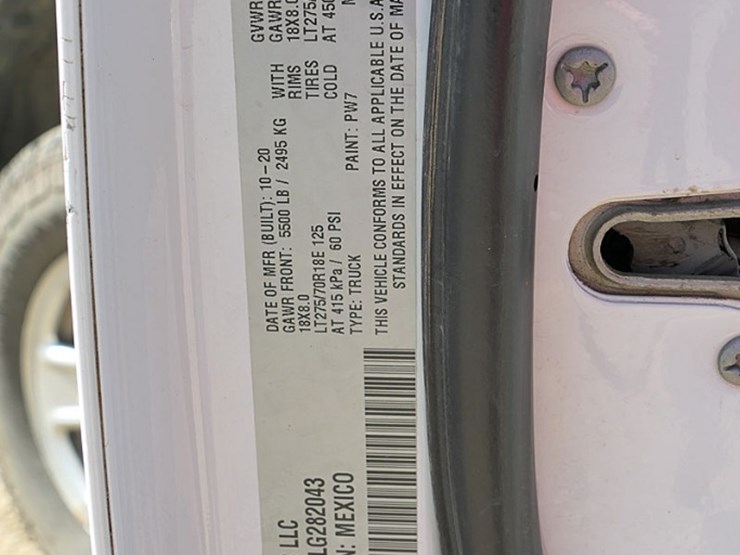 LLC
LG282043
N: MEXICO
DATE OF MFR (BUILT): 10-20
GAWR FRONT: 5500 LB / 2495 KG WITH
18X8.0 RIMS
LT275/70R18E 125 TIRES
AT 415 kPa / 60 PSI COLD
TYPE: TRUCK PAINT: PW7
THIS VEHICLE CONFORMS TO ALL APPLICABLE U.S.A
STANDARDS IN EFFECT ON THE DATE OF MA
GVWR
GAWR
18X8.0
LT275/
AT 450